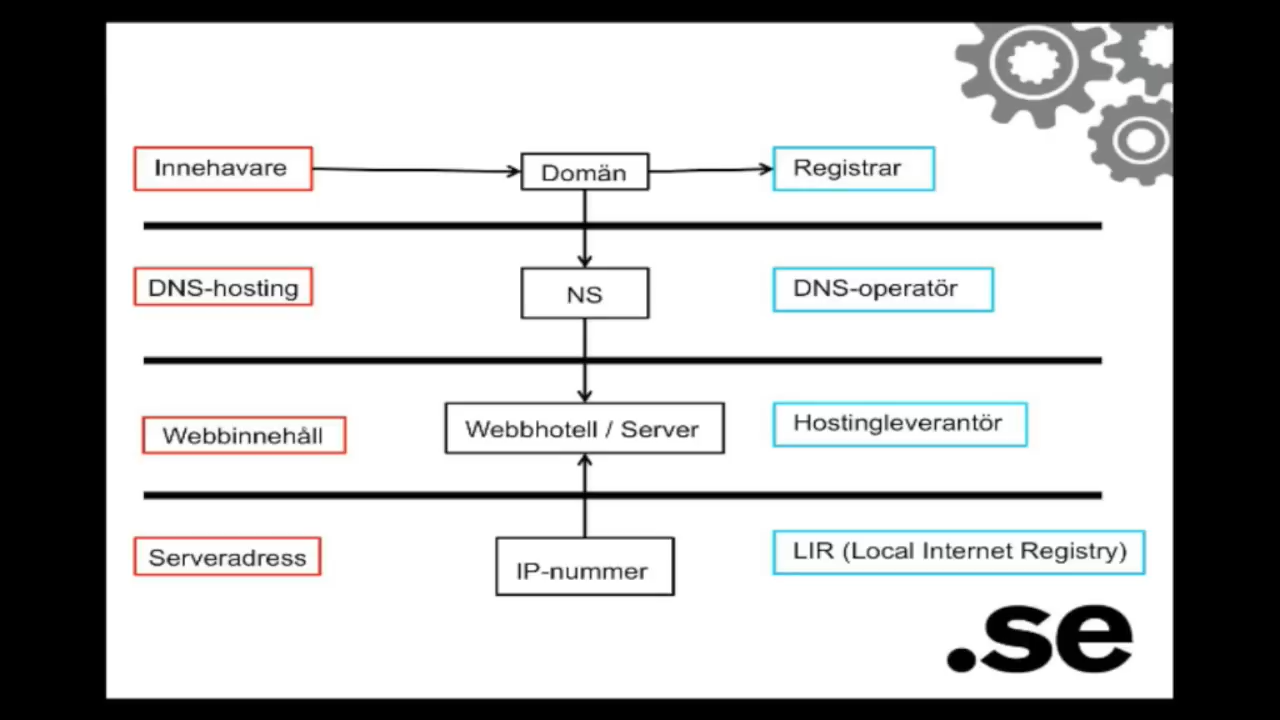 Innehavare
Domän
Registrar
DNS-hosting
NS
DNS-operatör
Webbinnehåll
Webbhotell / Server
Hostingleverantör
Serveradress
IP-nummer
LIR (Local Internet Registry)
.se